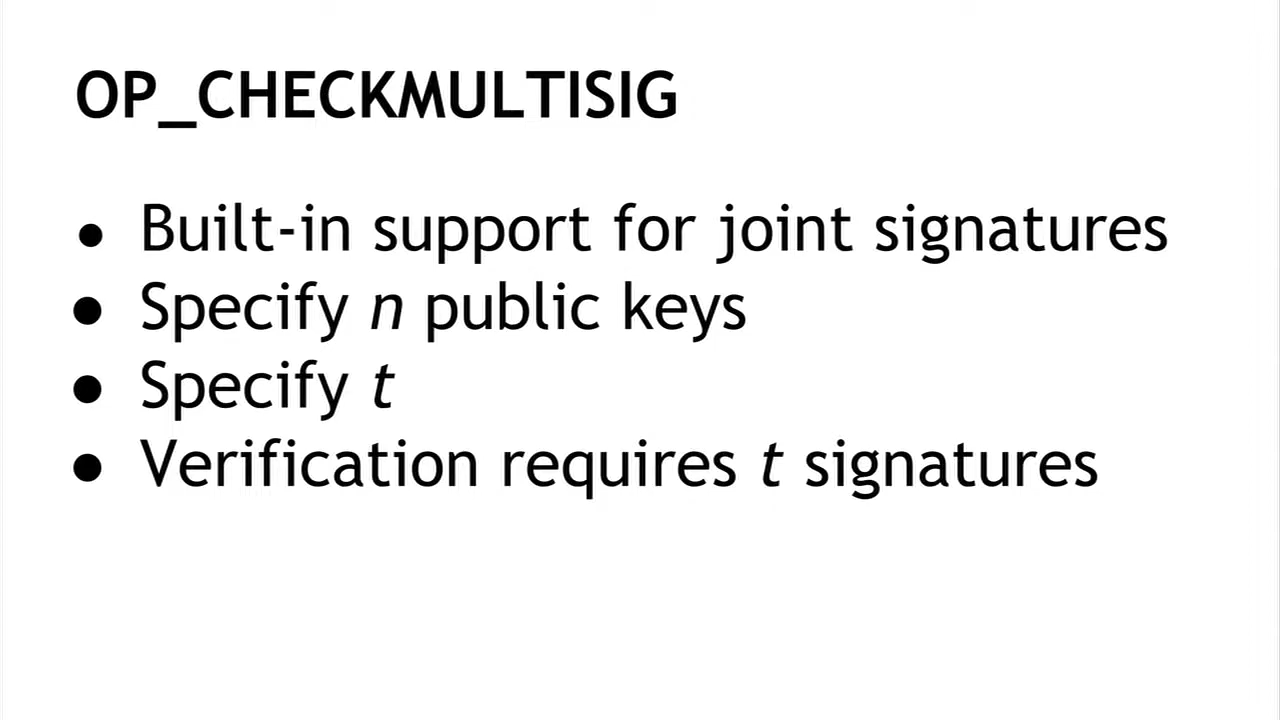 OP_CHECKMULTISIG
● Built-in support for joint signatures
● Specify n public keys
● Specify t
● Verification requires t signatures